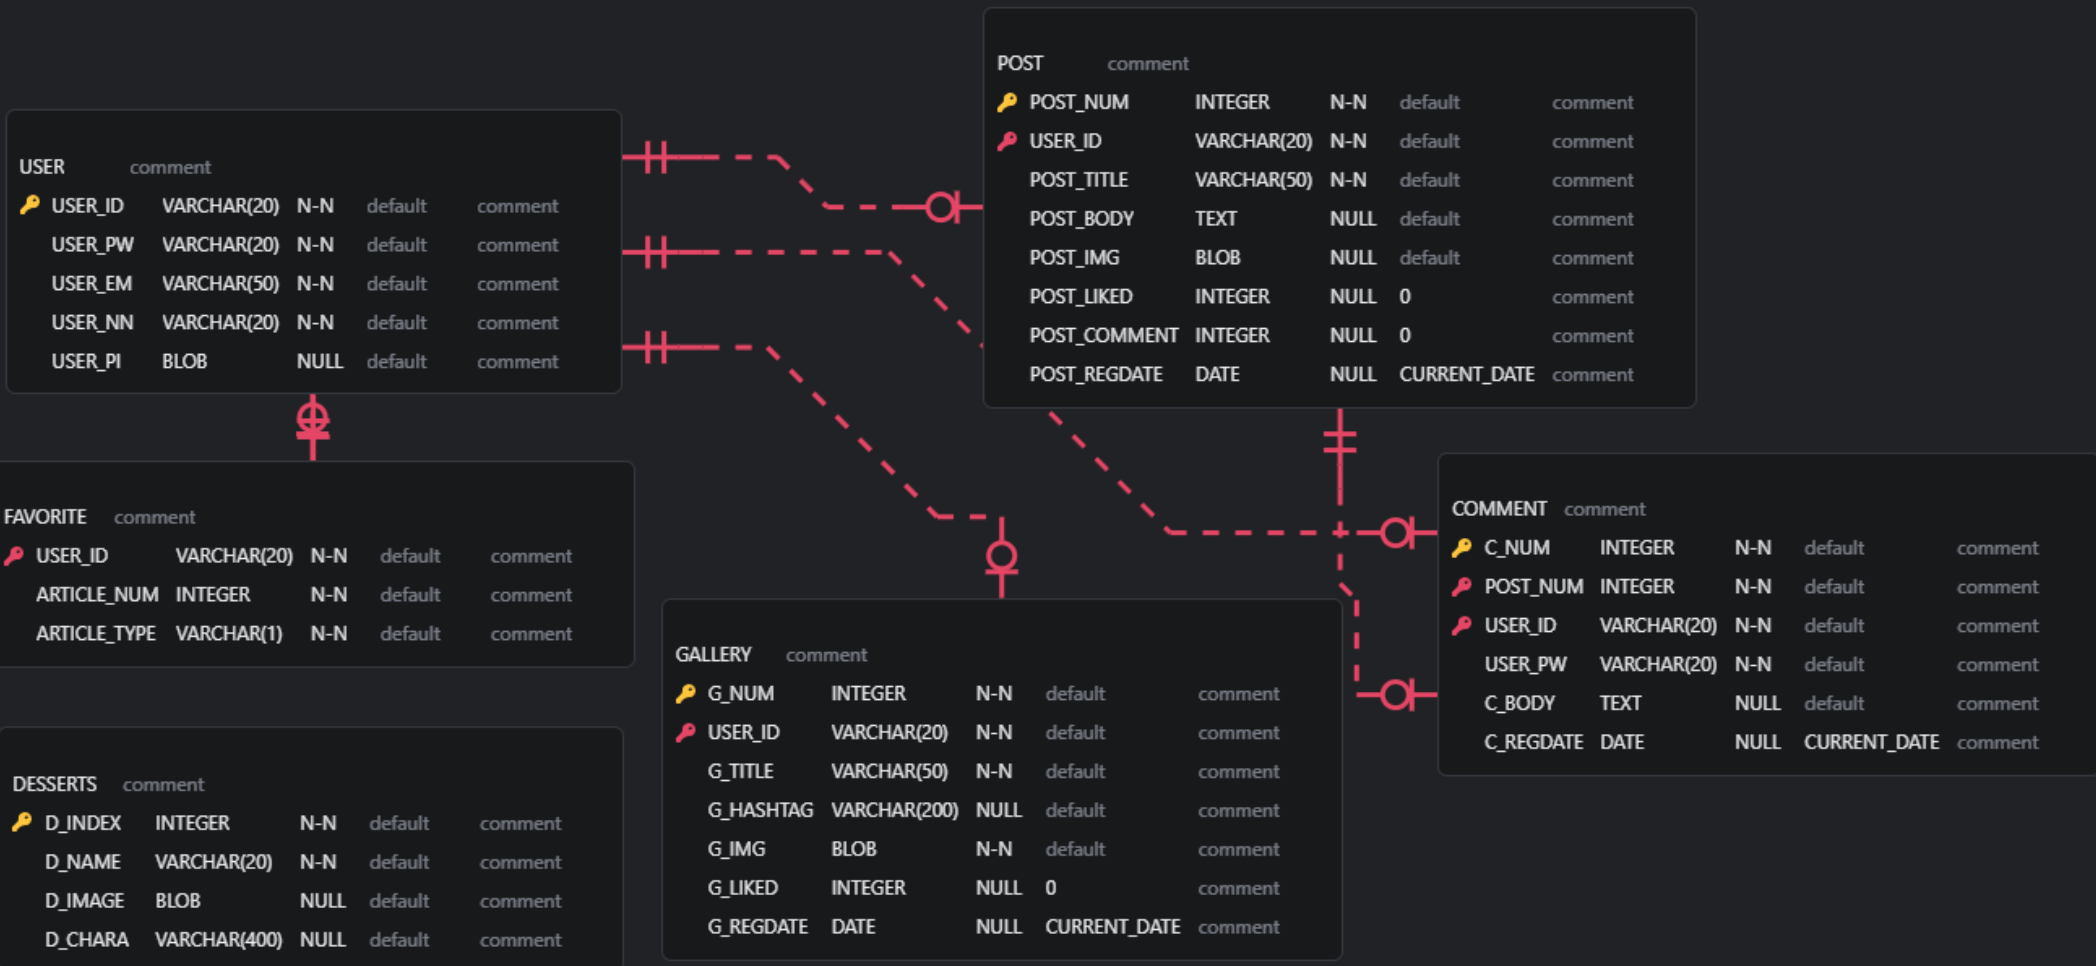 USER comment
USER_ID VARCHAR(20) N-N default comment
USER_PW VARCHAR(20) N-N default comment
USER_EM VARCHAR(50) N-N default comment
USER_NN VARCHAR(20) N-N default comment
USER_PI BLOB NULL default comment
POST comment
POST_NUM INTEGER N-N default comment
USER_ID VARCHAR(20) N-N default comment
POST_TITLE VARCHAR(50) N-N default comment
POST_BODY TEXT NULL default comment
POST_IMG BLOB NULL default comment
POST_LIKED INTEGER NULL 0 comment
POST_COMMENT INTEGER NULL 0 comment
POST_REGDATE DATE NULL CURRENT_DATE comment
FAVORITE comment
USER_ID VARCHAR(20) N-N default comment
ARTICLE_NUM INTEGER N-N default comment
ARTICLE_TYPE VARCHAR(1) N-N default comment
COMMENT comment
C_NUM INTEGER N-N default comment
POST_NUM INTEGER N-N default comment
USER_ID VARCHAR(20) N-N default comment
USER_PW VARCHAR(20) N-N default comment
C_BODY TEXT NULL default comment
C_REGDATE DATE NULL CURRENT_DATE comment
GALLERY comment
G_NUM INTEGER N-N default comment
USER_ID VARCHAR(20) N-N default comment
G_TITLE VARCHAR(50) N-N default comment
G_HASHTAG VARCHAR(200) NULL default comment
G_IMG BLOB N-N default comment
G_LIKED INTEGER NULL 0 comment
G_REGDATE DATE NULL CURRENT_DATE comment
DESSERTS comment
D_INDEX INTEGER N-N default comment
D_NAME VARCHAR(20) N-N default comment
D_IMAGE BLOB NULL default comment
D_CHARA VARCHAR(400) NULL default comment